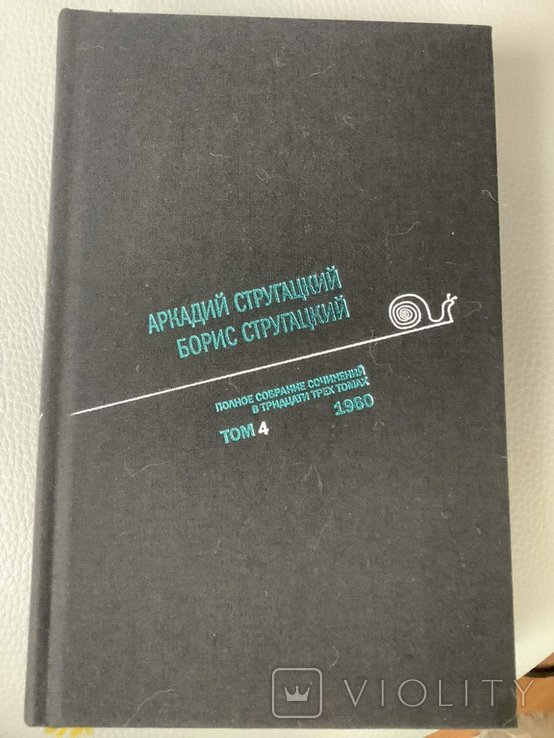 АРКАДИЙ СТРУГАЦКИЙ
БОРИС СТРУГАЦКИЙ
ПОЛНОЕ СОБРАНИЕ СОЧИНЕНИЙ
В ТРИДЦАТИ ТРЕХ ТОМАХ
ТОМ 4 1960
VIOLITY